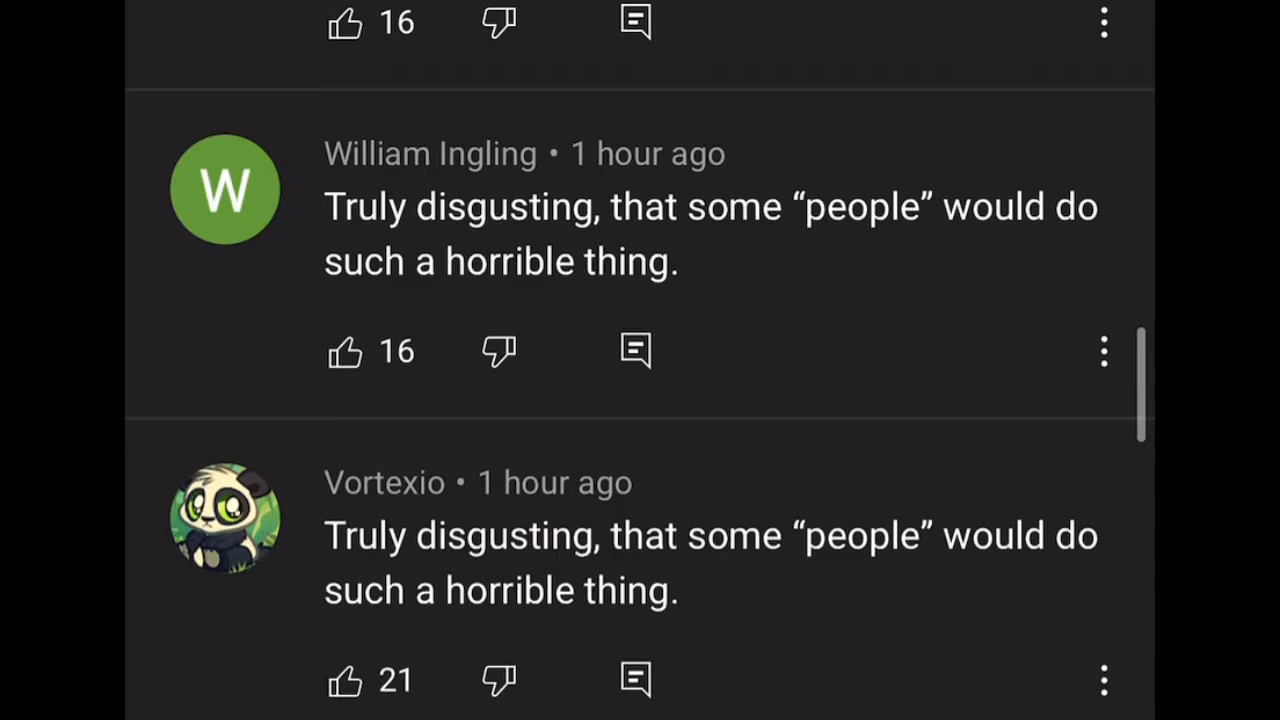 16
W
William Ingling • 1 hour ago
Truly disgusting, that some “people” would do
such a horrible thing.
16
Vortexio • 1 hour ago
Truly disgusting, that some “people” would do
such a horrible thing.
21